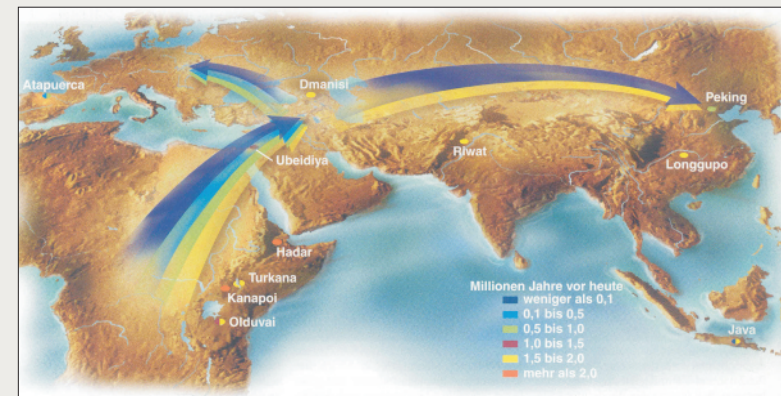 Atapuerca
Dmanisi
Peking
Ubeidiya
Riwat
Longgupo
Hadar
Turkana
Kanapoi
Olduvai
Millionen Jahre vor heute
weniger als 0,1
0,1 bis 0,5
0,5 bis 1,0
1,0 bis 1,5
1,5 bis 2,0
mehr als 2,0
Java